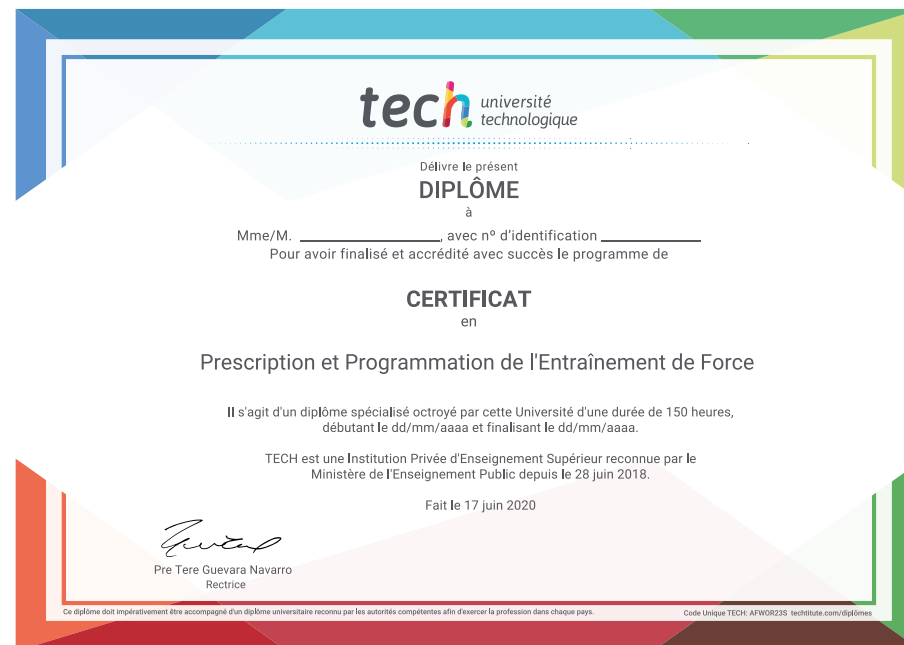 tech université
technologique
Délivre le présent
DIPLÔME
à
Mme/M. ____________________, avec nº d'identification ______________
Pour avoir finalisé et accrédité avec succès le programme de
CERTIFICAT
en
Prescription et Programmation de l'Entraînement de Force
Il s'agit d'un diplôme spécialisé octroyé par cette Université d'une durée de 150 heures,
débutant le dd/mm/aaaa et finalisant le dd/mm/aaaa.
TECH est une Institution Privée d'Enseignement Supérieur reconnue par le
Ministère de l'Enseignement Public depuis le 28 juin 2018.
Fait le 17 juin 2020
Pre Tere Guevara Navarro
Rectrice
Ce diplôme doit impérativement être accompagné d'un diplôme universitaire reconnu par les autorités compétentes afin d'exercer la profession dans chaque pays.
Code Unique TECH: AFWOR23S techtitute.com/diplômes